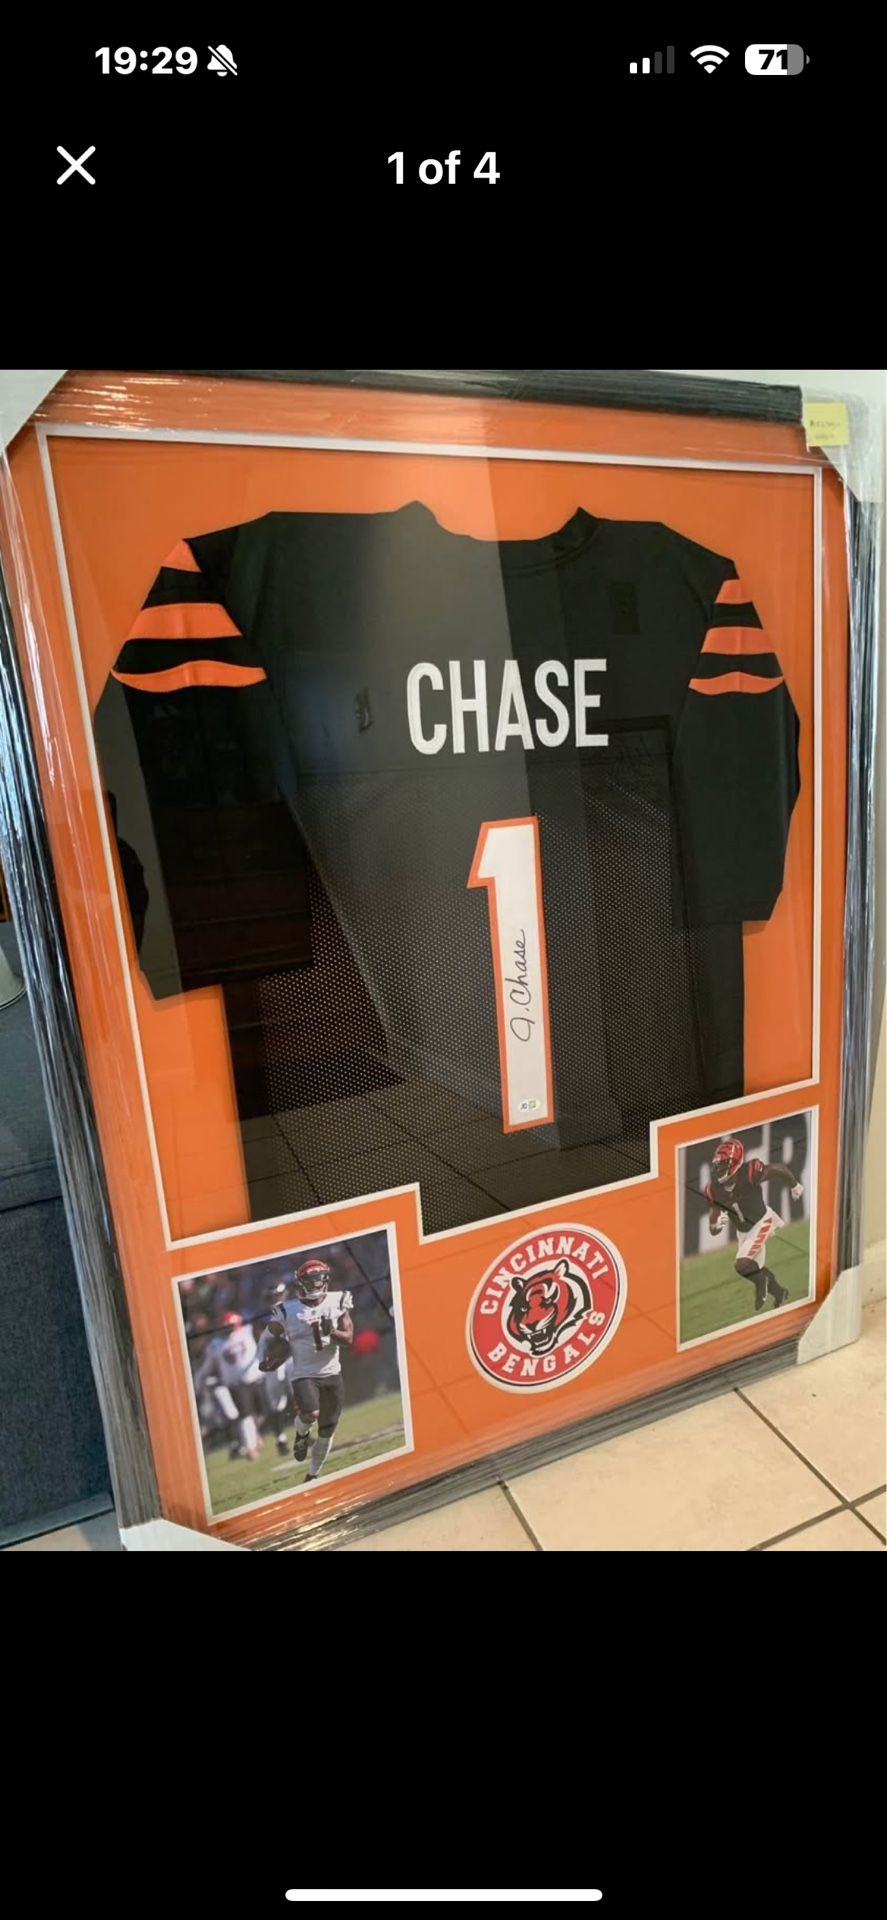 19:29
71
1 of 4
CHASE
1
J. Chase
CINCINNATI
BENGALS